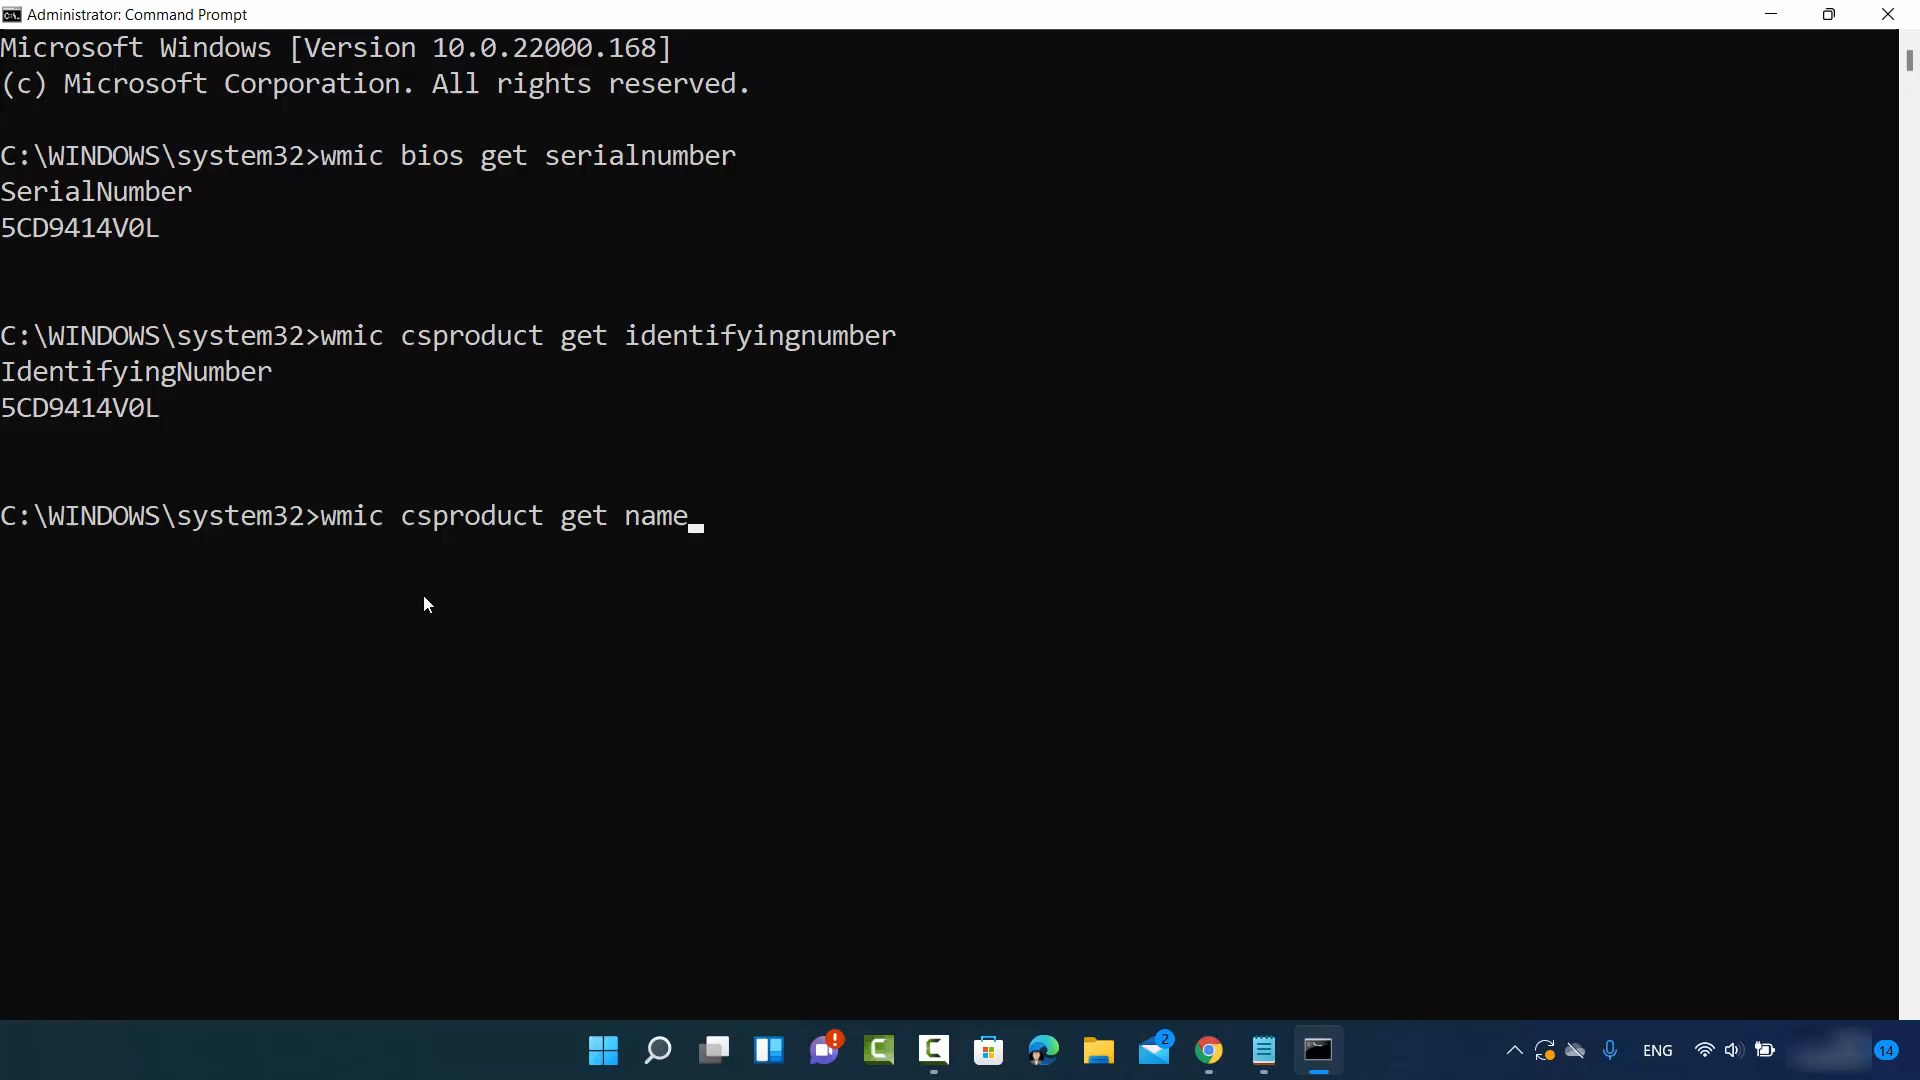 Administrator: Command Prompt
Microsoft Windows [Version 10.0.22000.168]
(c) Microsoft Corporation. All rights reserved.
C:\WINDOWS\system32>wmic bios get serialnumber
SerialNumber
5CD9414V0L
C:\WINDOWS\system32>wmic csproduct get identifyingnumber
IdentifyingNumber
5CD9414V0L
C:\WINDOWS\system32>wmic csproduct get name
2
ENG
14